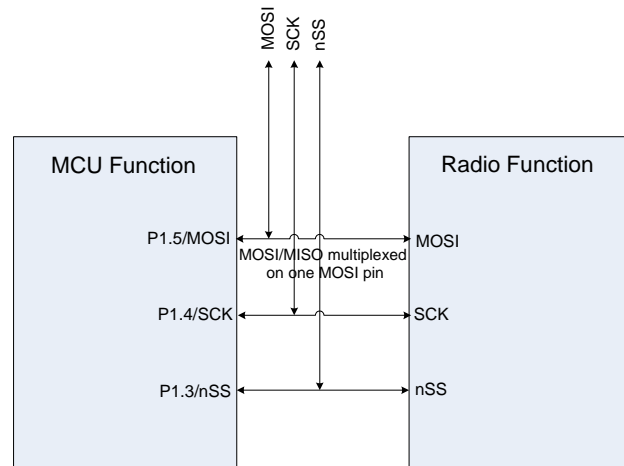 MOSI
SCK
nSS
MCU Function
Radio Function
P1.5/MOSI
MOSI
MOSI/MISO multiplexed
on one MOSI pin
P1.4/SCK
SCK
P1.3/nSS
nSS